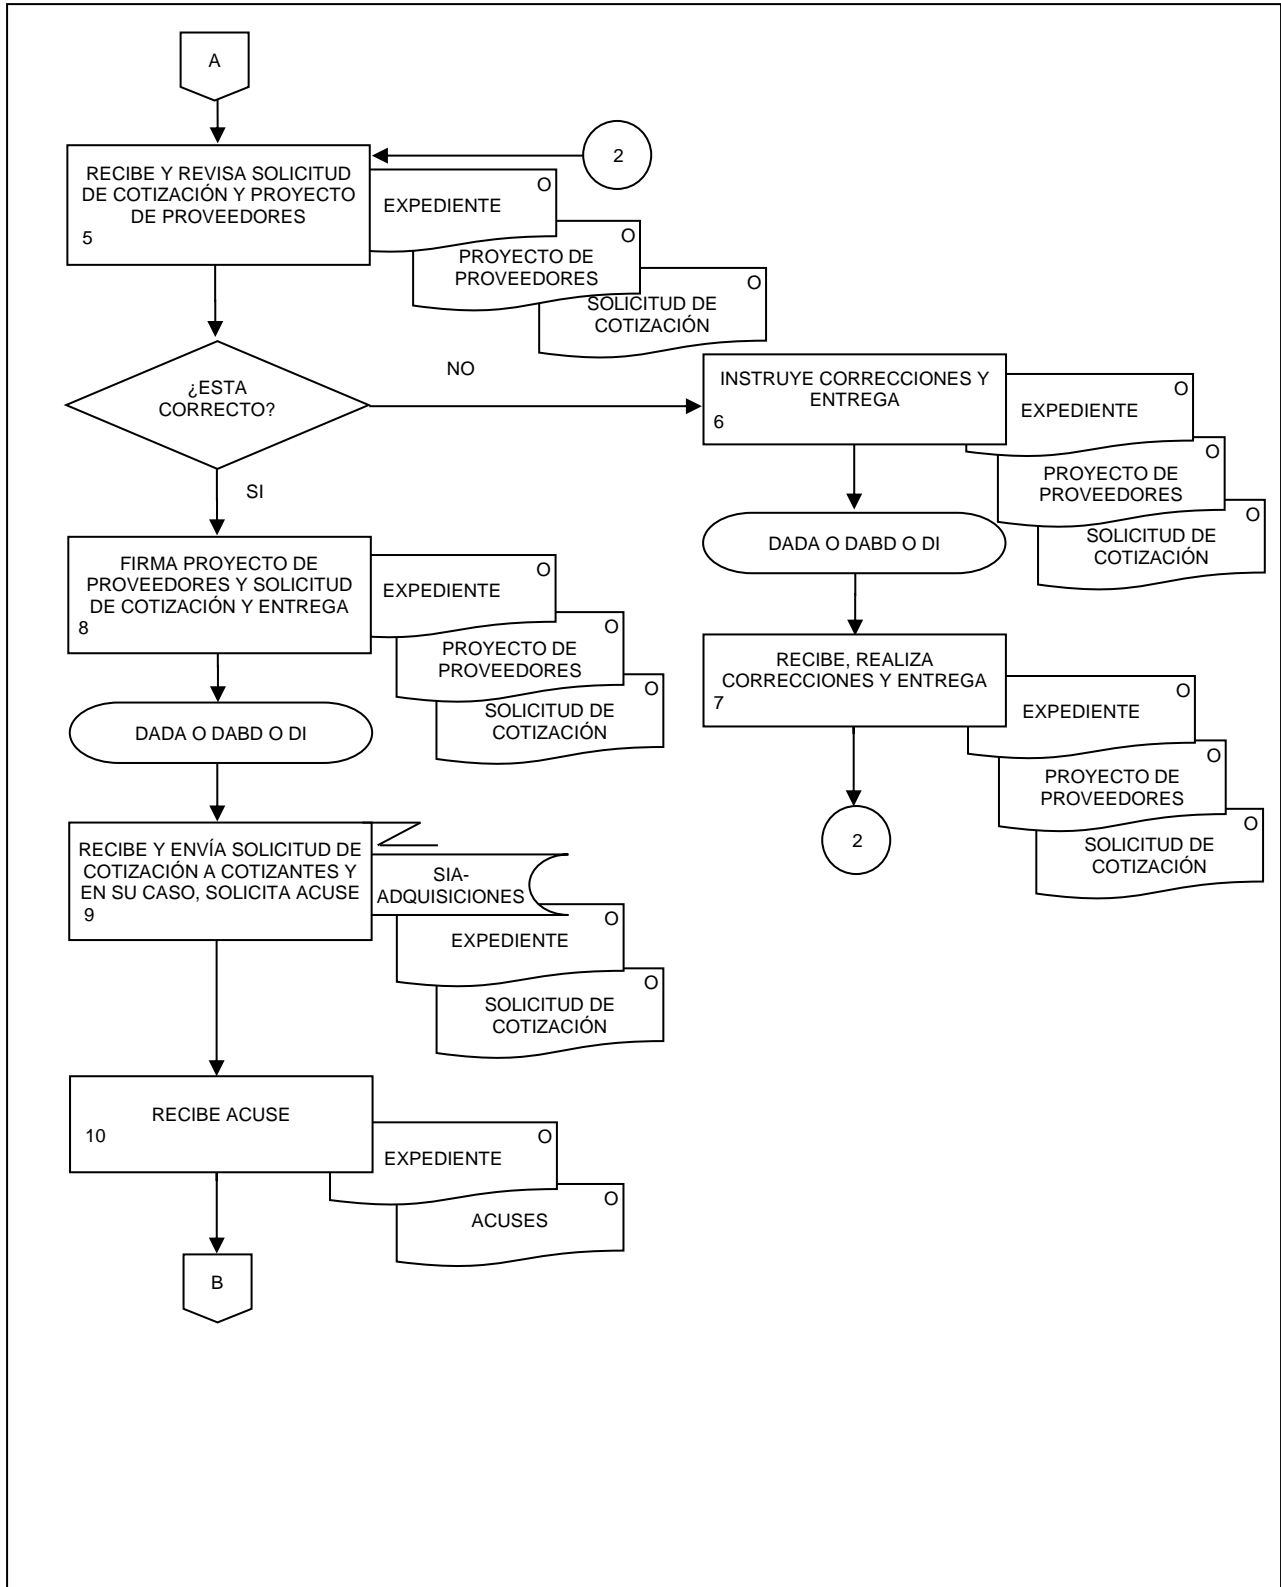 A
2
RECIBE Y REVISA SOLICITUD
DE COTIZACIÓN Y PROYECTO
DE PROVEEDORES
5
O
EXPEDIENTE
O
PROYECTO DE
PROVEEDORES
O
SOLICITUD DE
COTIZACIÓN
¿ESTA
CORRECTO?
NO
SI
INSTRUYE CORRECCIONES Y
ENTREGA
6
O
EXPEDIENTE
O
PROYECTO DE
PROVEEDORES
O
SOLICITUD DE
COTIZACIÓN
DADA O DABD O DI
RECIBE, REALIZA
CORRECCIONES Y ENTREGA
7
O
EXPEDIENTE
O
PROYECTO DE
PROVEEDORES
O
SOLICITUD DE
COTIZACIÓN
2
FIRMA PROYECTO DE
PROVEEDORES Y SOLICITUD
DE COTIZACIÓN Y ENTREGA
8
O
EXPEDIENTE
O
PROYECTO DE
PROVEEDORES
O
SOLICITUD DE
COTIZACIÓN
DADA O DABD O DI
RECIBE Y ENVÍA SOLICITUD DE
COTIZACIÓN A COTIZANTES Y
EN SU CASO, SOLICITA ACUSE
9
SIA-
ADQUISICIONES
O
EXPEDIENTE
O
SOLICITUD DE
COTIZACIÓN
RECIBE ACUSE
10
O
EXPEDIENTE
O
ACUSES
B